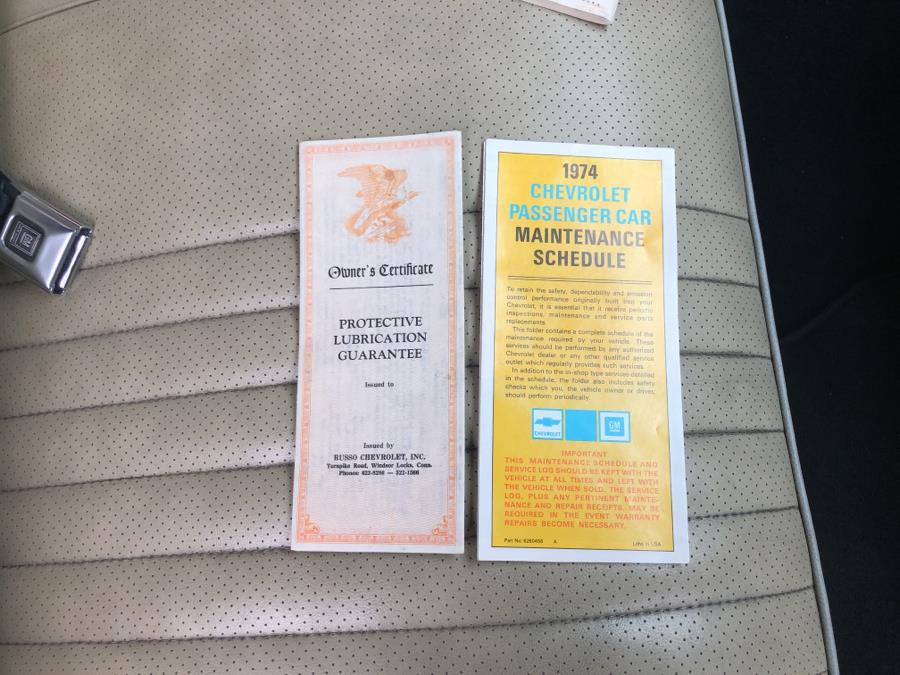 GM
Owner's Certificate
PROTECTIVE
LUBRICATION
GUARANTEE
Issued to
Issued by
RUSSO CHEVROLET, INC.
Turnpike Road, Windsor Locks, Conn.
Phones: 623-8286 — 522-1566
1974
CHEVROLET
PASSENGER CAR
MAINTENANCE
SCHEDULE
To retain the safety, dependability and emission
control performance originally built into your
Chevrolet, it is essential that it receive periodic
inspections, maintenance and service parts
replacements.
This folder contains a complete schedule of the
maintenance required by your vehicle. These
services should be performed by any authorized
Chevrolet dealer or any other qualified service
outlet which regularly provides such services.
In addition to the in-shop type services detailed
in the schedule, the folder also includes safety
checks which you, the vehicle owner or driver,
should perform periodically.
CHEVROLET
GM
IMPORTANT
THIS MAINTENANCE SCHEDULE AND
SERVICE LOG SHOULD BE KEPT WITH THE
VEHICLE AT ALL TIMES AND LEFT WITH
THE VEHICLE WHEN SOLD. THE SERVICE
LOG, PLUS ANY PERTINENT MAINTE-
NANCE AND REPAIR RECEIPTS, MAY BE
REQUIRED IN THE EVENT WARRANTY
REPAIRS BECOME NECESSARY.
Part No. A
Litho in USA